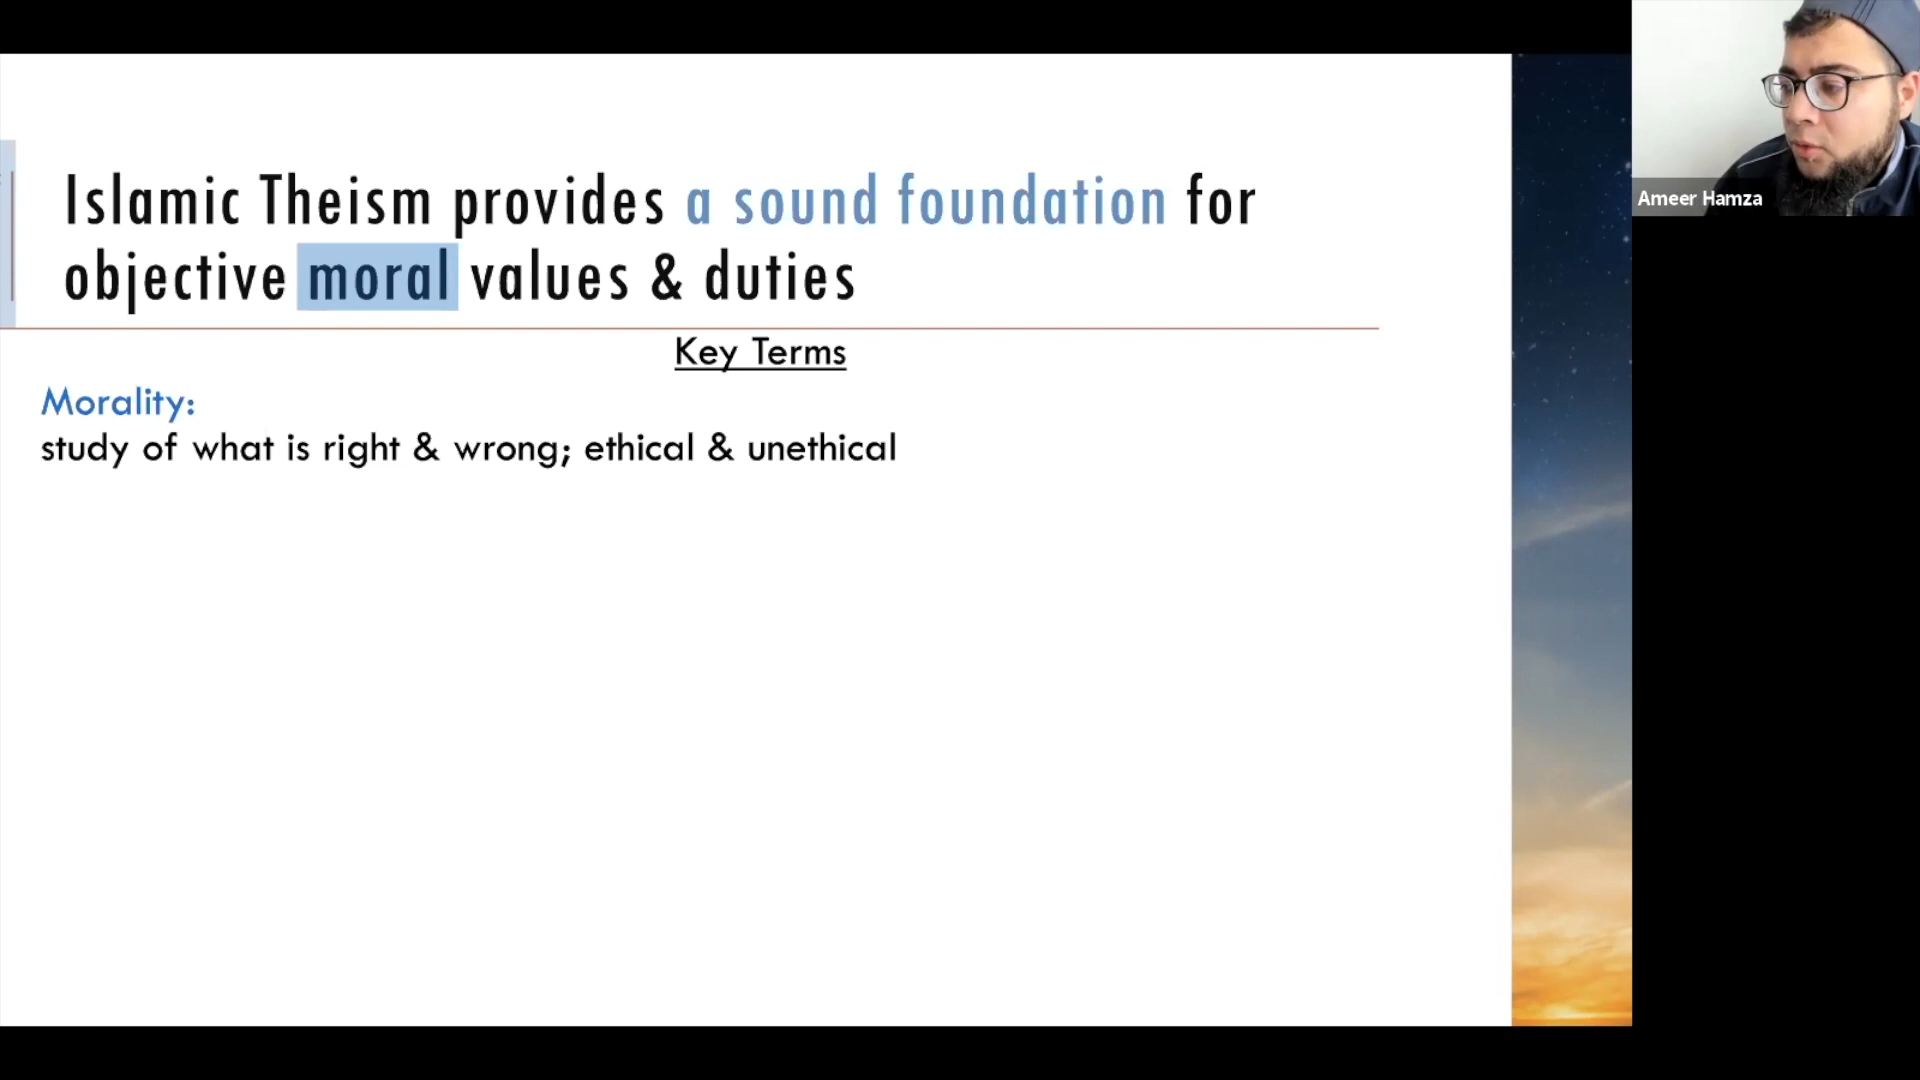 Islamic Theism provides a sound foundation for
objective moral values & duties
Key Terms
Morality:
study of what is right & wrong; ethical & unethical
Ameer Hamza